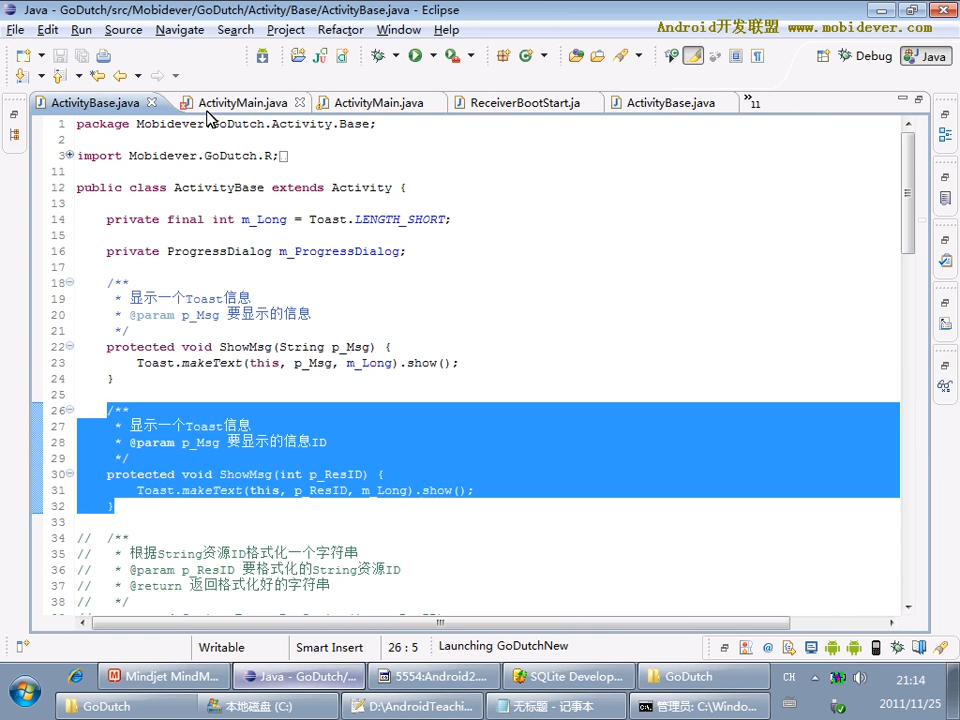 Java - GoDutch/src/Mobidever/GoDutch/Activity/Base/ActivityBase.java - Eclipse
File Edit Run Source Navigate Search Project Refactor Window Help
Android开发联盟 www.mobidever.com
Debug Java
ActivityBase.java ActivityMain.java ActivityMain.java ReceiverBootStart.ja ActivityBase.java »11
1 package Mobidever.GoDutch.Activity.Base;
2
3 import Mobidever.GoDutch.R;
11
12 public class ActivityBase extends Activity {
13
14 private final int m_Long = Toast.LENGTH_SHORT;
15
16 private ProgressDialog m_ProgressDialog;
17
18 /**
19 * 显示一个Toast信息
20 * @param p_Msg 要显示的信息
21 */
22 protected void ShowMsg(String p_Msg) {
23 Toast.makeText(this, p_Msg, m_Long).show();
24 }
25
26 /**
27 * 显示一个Toast信息
28 * @param p_Msg 要显示的信息ID
29 */
30 protected void ShowMsg(int p_ResID) {
31 Toast.makeText(this, p_ResID, m_Long).show();
32 }
33
34 // /**
35 // * 根据String资源ID格式化一个字符串
36 // * @param p_ResID 要格式化的String资源ID
37 // * @return 返回格式化好的字符串
38 // */
Writable Smart Insert 26 : 5 Launching GoDutchNew
Mindjet MindM... Java - GoDutch/... 5554:Android2.... SQLite Develop... GoDutch CH 21:14
GoDutch 本地磁盘 (C:) D:\AndroidTeachi... 无标题 - 记事本 管理员: C:\Windo... 2011/11/25